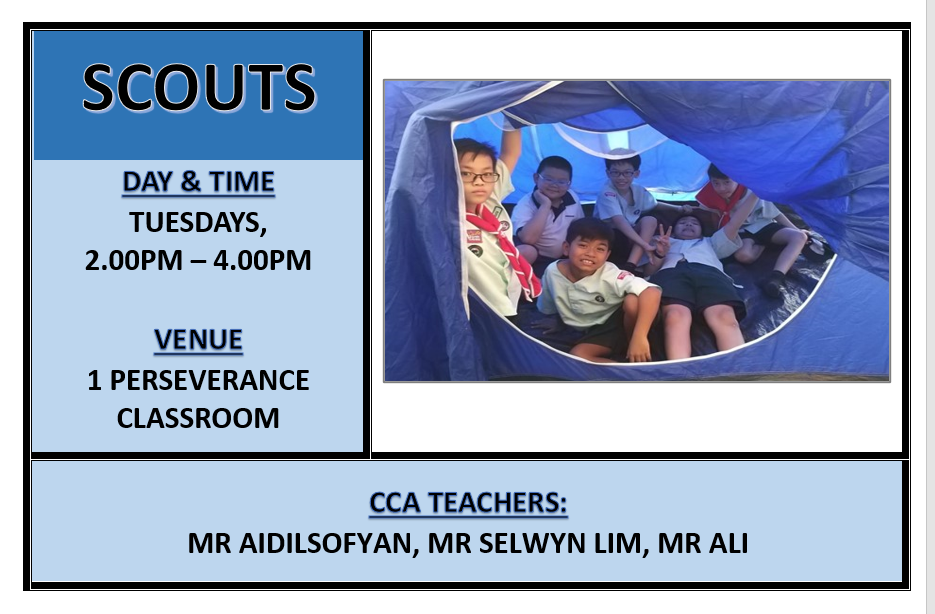 SCOUTS
DAY & TIME
TUESDAYS,
2.00PM – 4.00PM
VENUE
1 PERSEVERANCE
CLASSROOM
CCA TEACHERS:
MR AIDILSOFYAN, MR SELWYN LIM, MR ALI